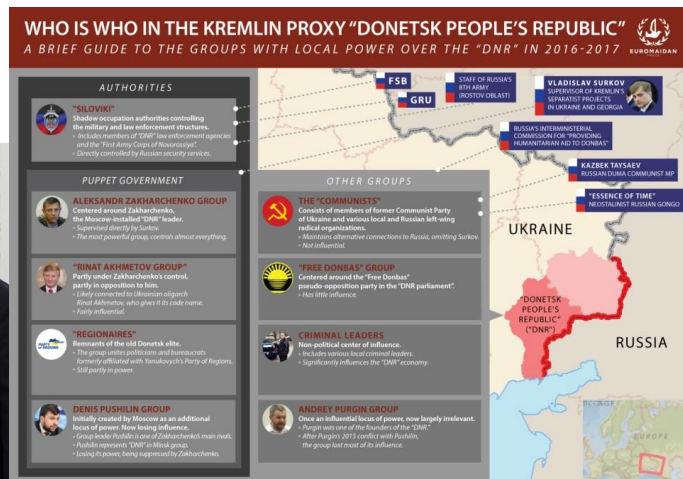 WHO IS WHO IN THE KREMLIN PROXY "DONETSK PEOPLE'S REPUBLIC"
A BRIEF GUIDE TO THE GROUPS WITH LOCAL POWER OVER THE "DNR" IN 2016-2017
EUROMAIDAN
AUTHORITIES
"SILOVIKI"
Shadow occupation authorities controlling
the military and law enforcement structures.
• Includes members of "DNR" law enforcement agencies
and the "First Army Corps of Novorossiya".
• Directly controlled by Russian security services.
PUPPET GOVERNMENT
ALEKSANDR ZAKHARCHENKO GROUP
Centered around Zakharchenko,
the Moscow-installed "DNR" leader.
• Supervised directly by Surkov.
• The most powerful group, controls almost everything.
"RINAT AKHMETOV GROUP"
Partly under Zakharchenko's control,
partly in opposition to him.
• Likely connected to Ukrainian oligarch
Rinat Akhmetov, who gives it its code name.
• Fairly influential.
"REGIONAIRES"
Remnants of the old Donetsk elite.
• The group unites politicians and bureaucrats
formerly affiliated with Yanukovych's Party of Regions.
• Still partly in power.
DENIS PUSHILIN GROUP
Initially created by Moscow as an additional
locus of power. Now losing influence.
• Group leader Pushilin is one of Zakharchenko's main rivals.
• Pushilin represents "DNR" in Minsk group.
• Losing its power, being suppressed by Zakharchenko.
OTHER GROUPS
THE "COMMUNISTS"
Consists of members of former Communist Party
of Ukraine and various local and Russian left-wing
radical organizations.
• Maintains alternative connections to Russia, omitting Surkov.
• Not influential.
"FREE DONBAS" GROUP
Centered around the "Free Donbas"
pseudo-opposition party in the "DNR parliament".
• Has little influence.
CRIMINAL LEADERS
Non-political center of influence.
• Includes various local criminal leaders.
• Significantly influences the "DNR" economy.
ANDREY PURGIN GROUP
Once an influential locus of power, now largely irrelevant.
• Purgin was one of the founders of the "DNR."
• After Purgin's 2015 conflict with Pushilin,
the group lost most of its influence.
FSB
GRU
STAFF OF RUSSIA'S
8TH ARMY
(ROSTOV OBLAST)
VLADISLAV SURKOV
SUPERVISOR OF KREMLIN'S
SEPARATIST PROJECTS
IN UKRAINE AND GEORGIA
RUSSIA'S INTERMINISTERIAL
COMMISSION FOR "PROVIDING
HUMANITARIAN AID TO DONBAS"
KAZBEK TAYSAEV
RUSSIAN DUMA COMMUNIST MP
"ESSENCE OF TIME"
NEOSTALINIST RUSSIAN GONGO
UKRAINE
"DONETSK
PEOPLE'S
REPUBLIC"
("DNR")
RUSSIA
EUROPE